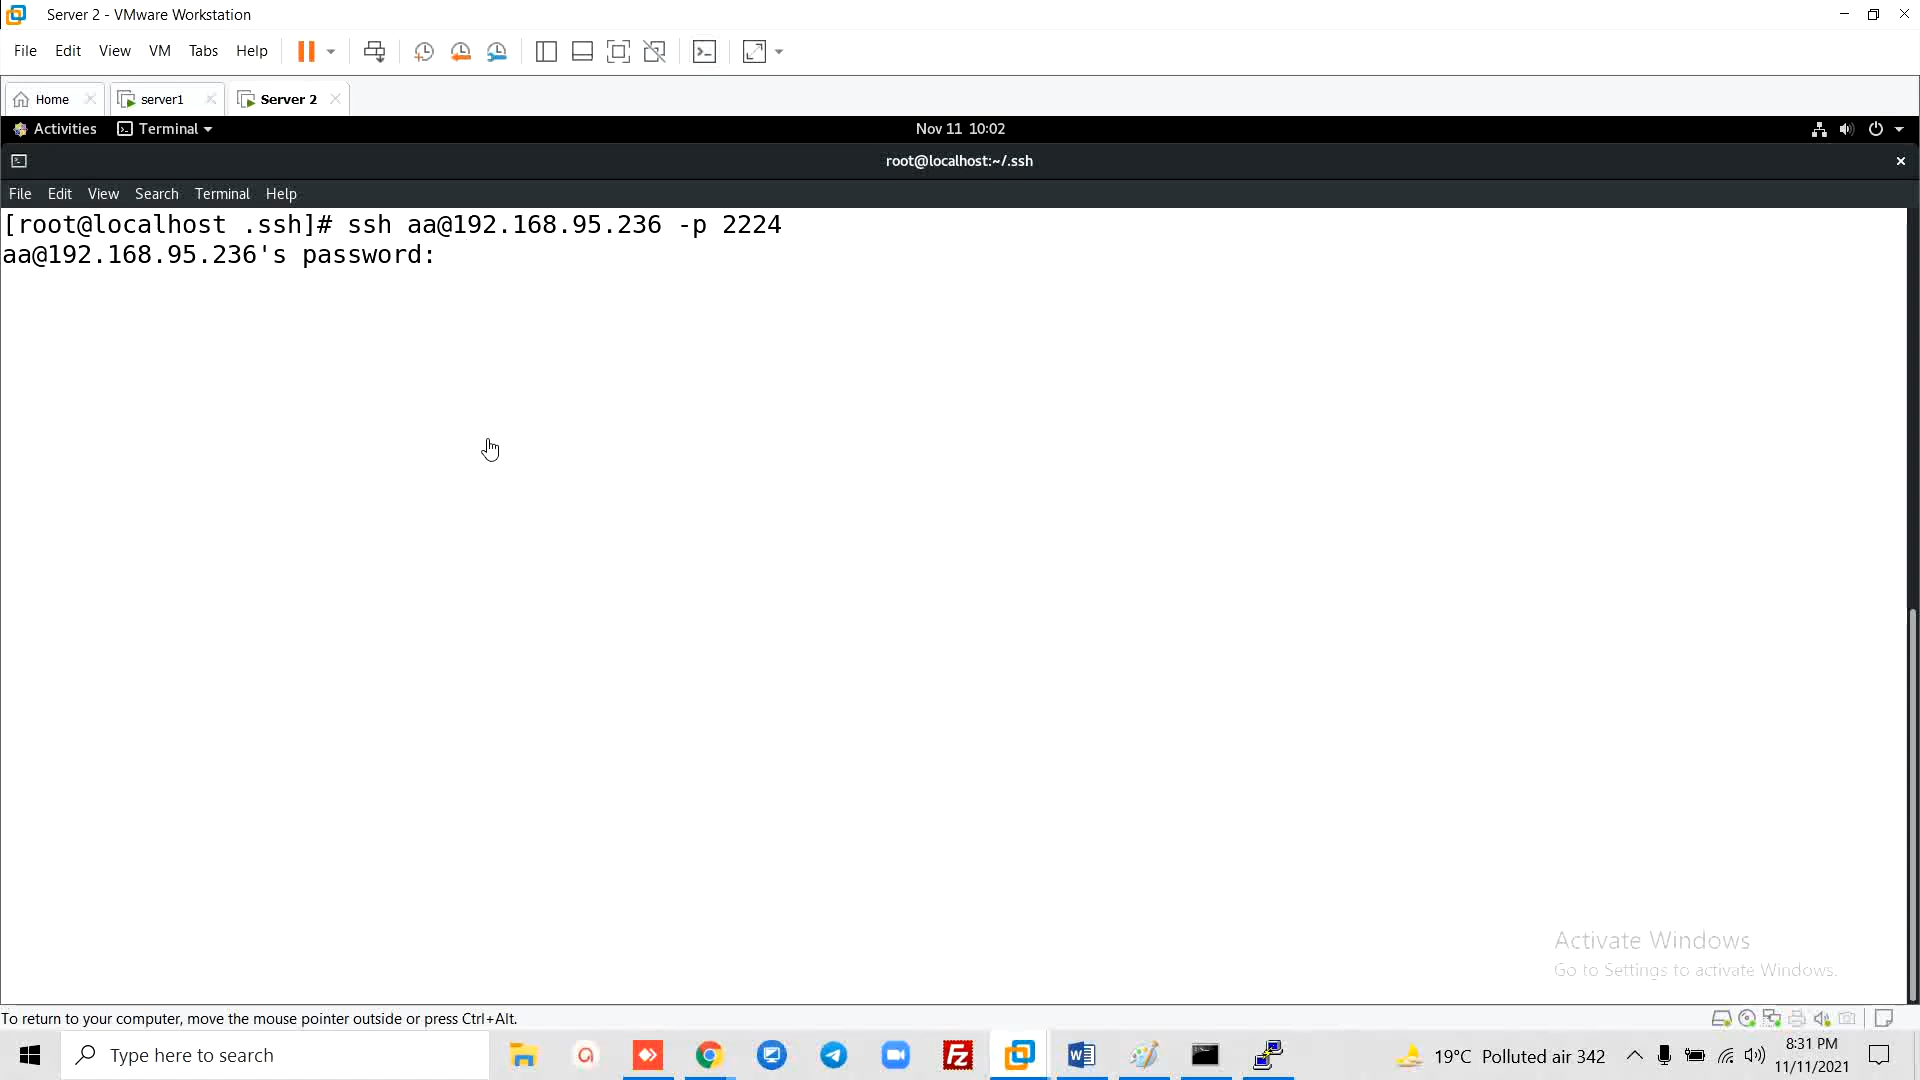 Server 2 - VMware Workstation
File Edit View VM Tabs Help
Home server1 Server 2
Activities Terminal Nov 11 10:02
root@localhost:~/.ssh
File Edit View Search Terminal Help
[root@localhost .ssh]# ssh aa@192.168.95.236 -p 2224
aa@192.168.95.236's password:
Activate Windows
Go to Settings to activate Windows.
To return to your computer, move the mouse pointer outside or press Ctrl+Alt.
Type here to search
19°C Polluted air 342
8:31 PM
11/11/2021